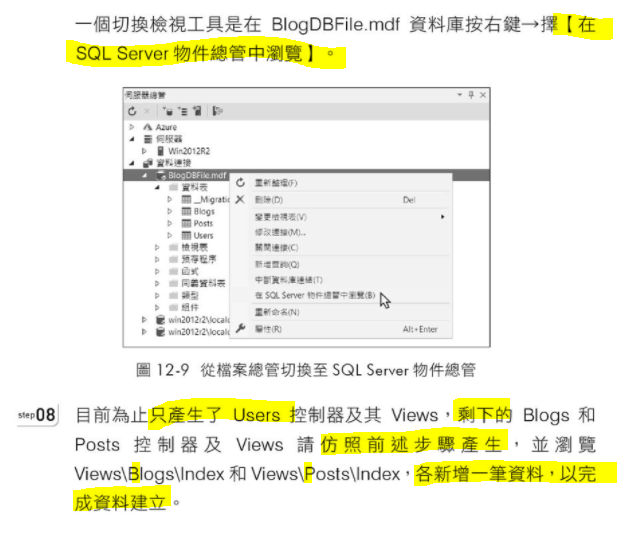 一個切換檢視工具是在 BlogDBFile.mdf 資料庫按右鍵→擇【在
SQL Server 物件總管中瀏覽】。
伺服器總管
Azure
伺服器
Win2012R2
資料連接
BlogDBFile.mdf
資料表
__Migratic
Blogs
Posts
Users
檢視表
預存程序
函式
同義資料表
類型
組件
win2012r2\localc
win2012r2\localc
重新整理(F)
刪除(D) Del
變更檢視表(V)
修改連接(M)...
關閉連接(C)
新增查詢(Q)
中斷資料庫連結(T)
在 SQL Server 物件總管中瀏覽(B)
重新命名(N)
屬性(R) Alt+Enter
圖 12-9 從檔案總管切換至 SQL Server 物件總管
step08 目前為止只產生了 Users 控制器及其 Views，剩下的 Blogs 和
Posts 控制器及 Views 請仿照前述步驟產生，並瀏覽
Views\Blogs\Index 和 Views\Posts\Index，各新增一筆資料，以完
成資料建立。